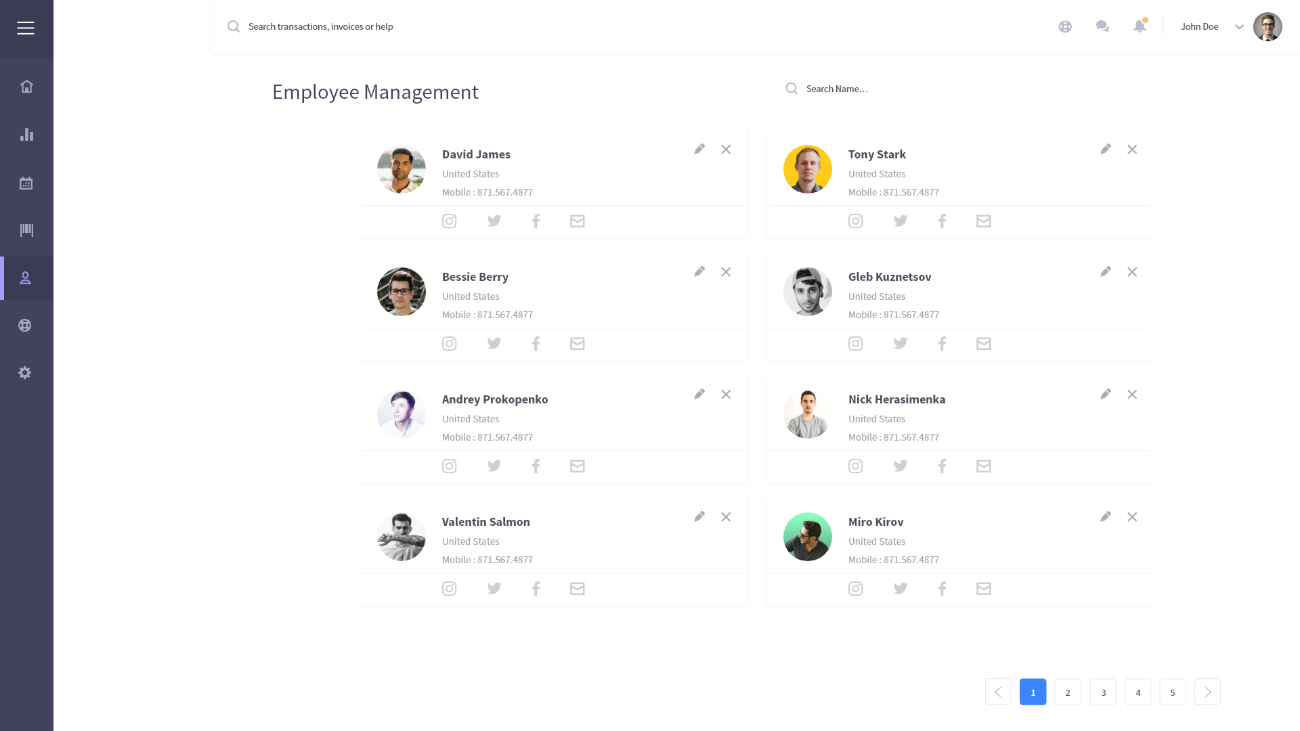 Search transactions, invoices or help
John Doe
Employee Management
Search Name...
David James
United States
Mobile : 871.567.4877
Tony Stark
United States
Mobile : 871.567.4877
Bessie Berry
United States
Mobile : 871.567.4877
Gleb Kuznetsov
United States
Mobile : 871.567.4877
Andrey Prokopenko
United States
Mobile : 871.567.4877
Nick Herasimenka
United States
Mobile : 871.567.4877
Valentin Salmon
United States
Mobile : 871.567.4877
Miro Kirov
United States
Mobile : 871.567.4877
1 2 3 4 5